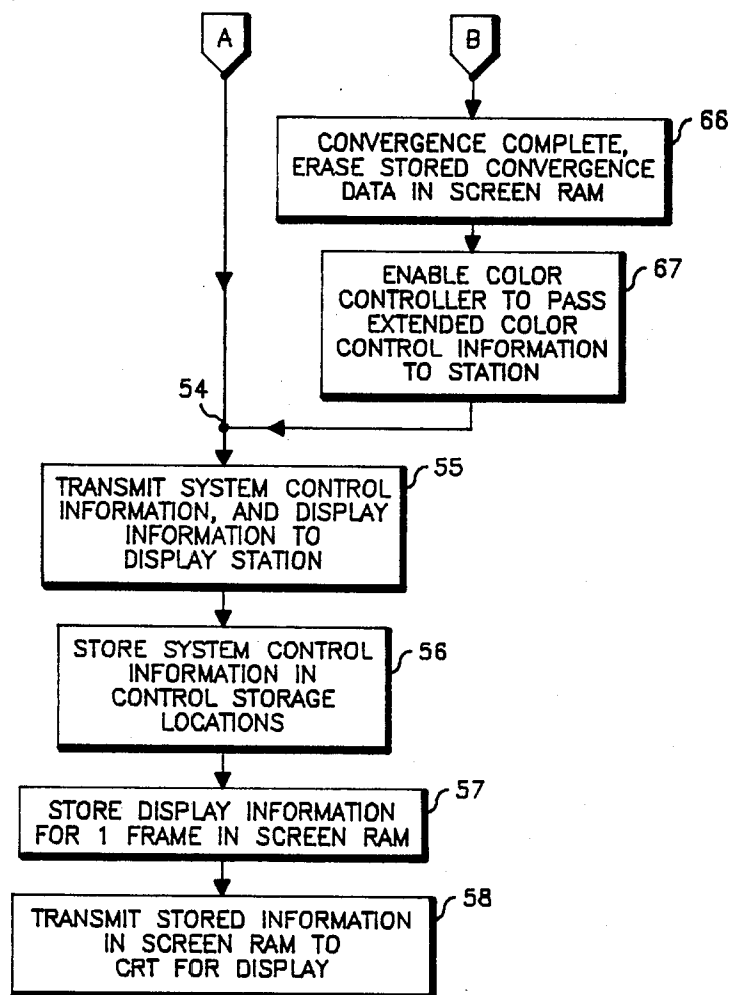 A
B
66
CONVERGENCE COMPLETE,
ERASE STORED CONVERGENCE
DATA IN SCREEN RAM
67
ENABLE COLOR
CONTROLLER TO PASS
EXTENDED COLOR
CONTROL INFORMATION
TO STATION
54
55
TRANSMIT SYSTEM CONTROL
INFORMATION, AND DISPLAY
INFORMATION TO
DISPLAY STATION
56
STORE SYSTEM CONTROL
INFORMATION IN
CONTROL STORAGE
LOCATIONS
57
STORE DISPLAY INFORMATION
FOR 1 FRAME IN SCREEN RAM
58
TRANSMIT STORED INFORMATION
IN SCREEN RAM TO
CRT FOR DISPLAY